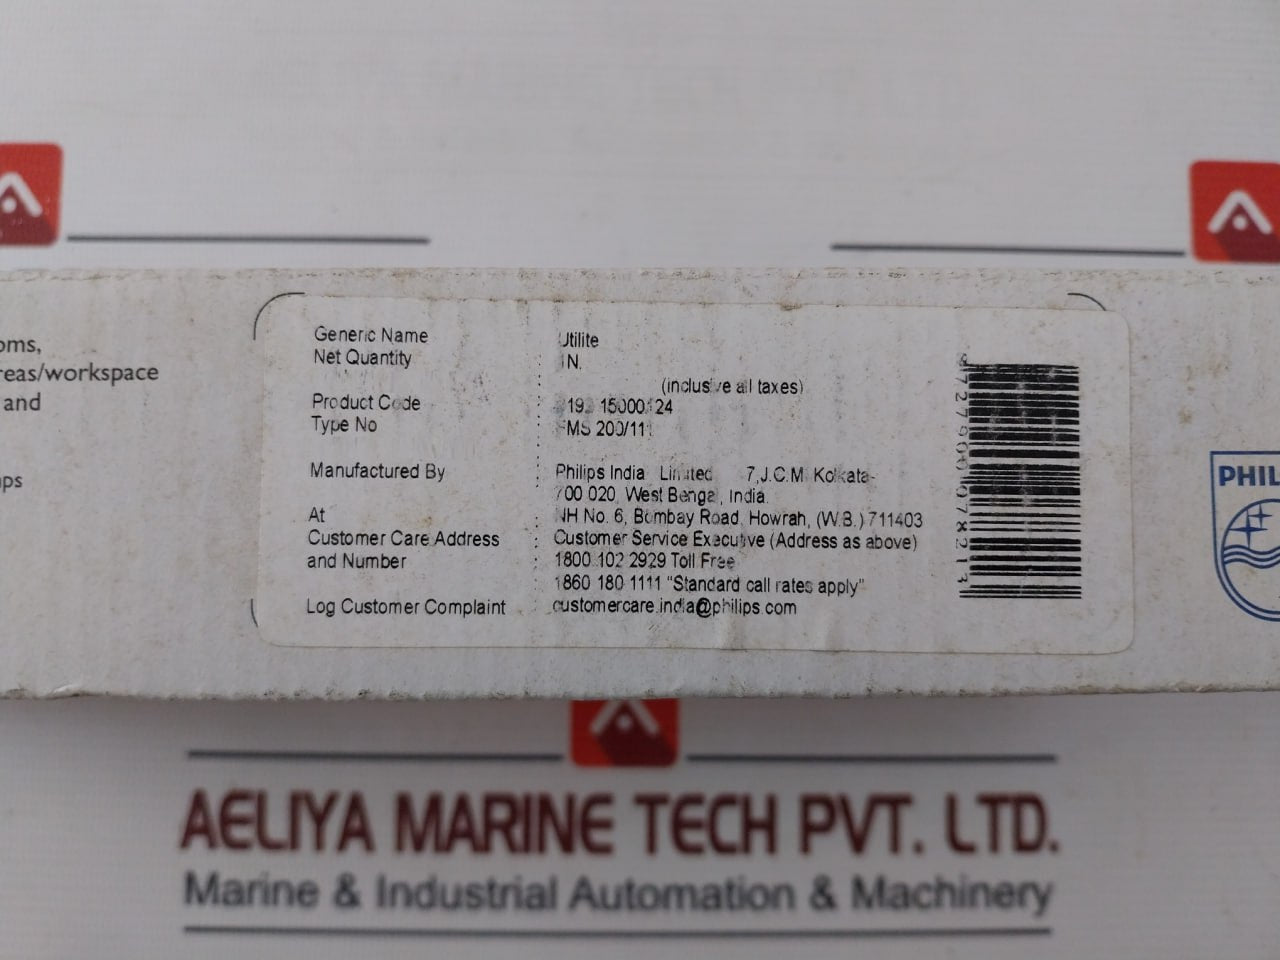 reas/workspace
and
Generic Name Utilite
Net Quantity : N.
(inclusive all taxes)
Product Code :
Type No : 200/11
Manufactured By : Philips India Limited 7,J.C.M. Kolkata-
700 020, West Bengal, India.
At : NH No. 6, Bombay Road, Howrah, (W.B.) 711403
Customer Care Address : Customer Service Executive (Address as above)
and Number : 1800 102 2929 Toll Free
1860 180 1111 "Standard call rates apply"
Log Customer Complaint : customercare.india@philips.com
PHIL
AELIYA MARINE TECH PVT. LTD.
Marine & Industrial Automation & Machinery